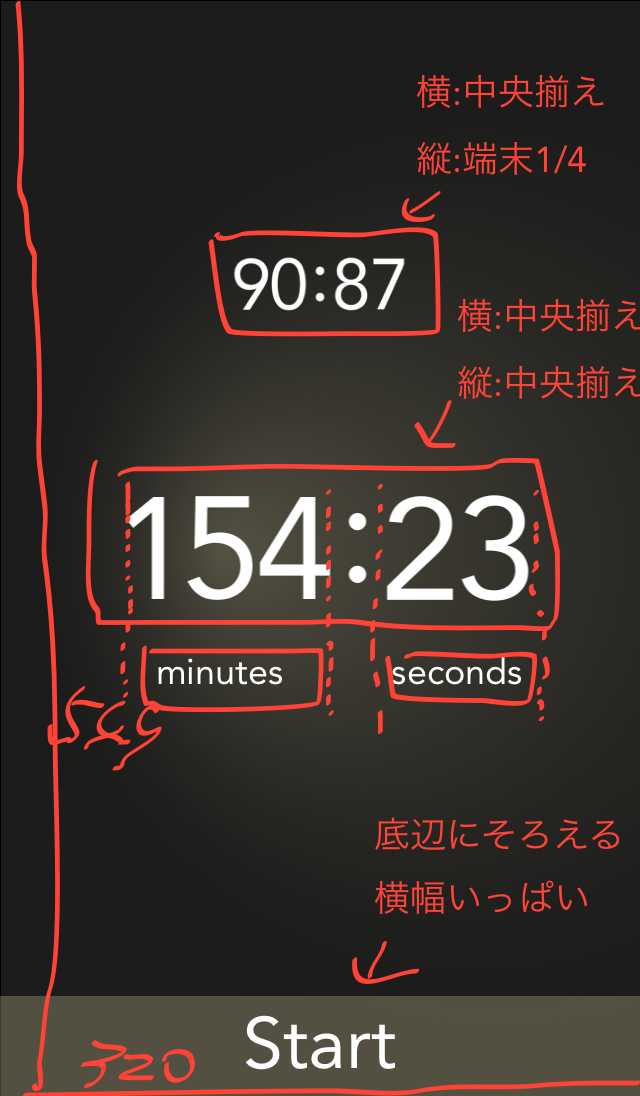 横:中央揃え
縦:端末1/4
90:87
横:中央揃え
縦:中央揃え
154:23
minutes
seconds
底辺にそろえる
横幅いっぱい
Start
320